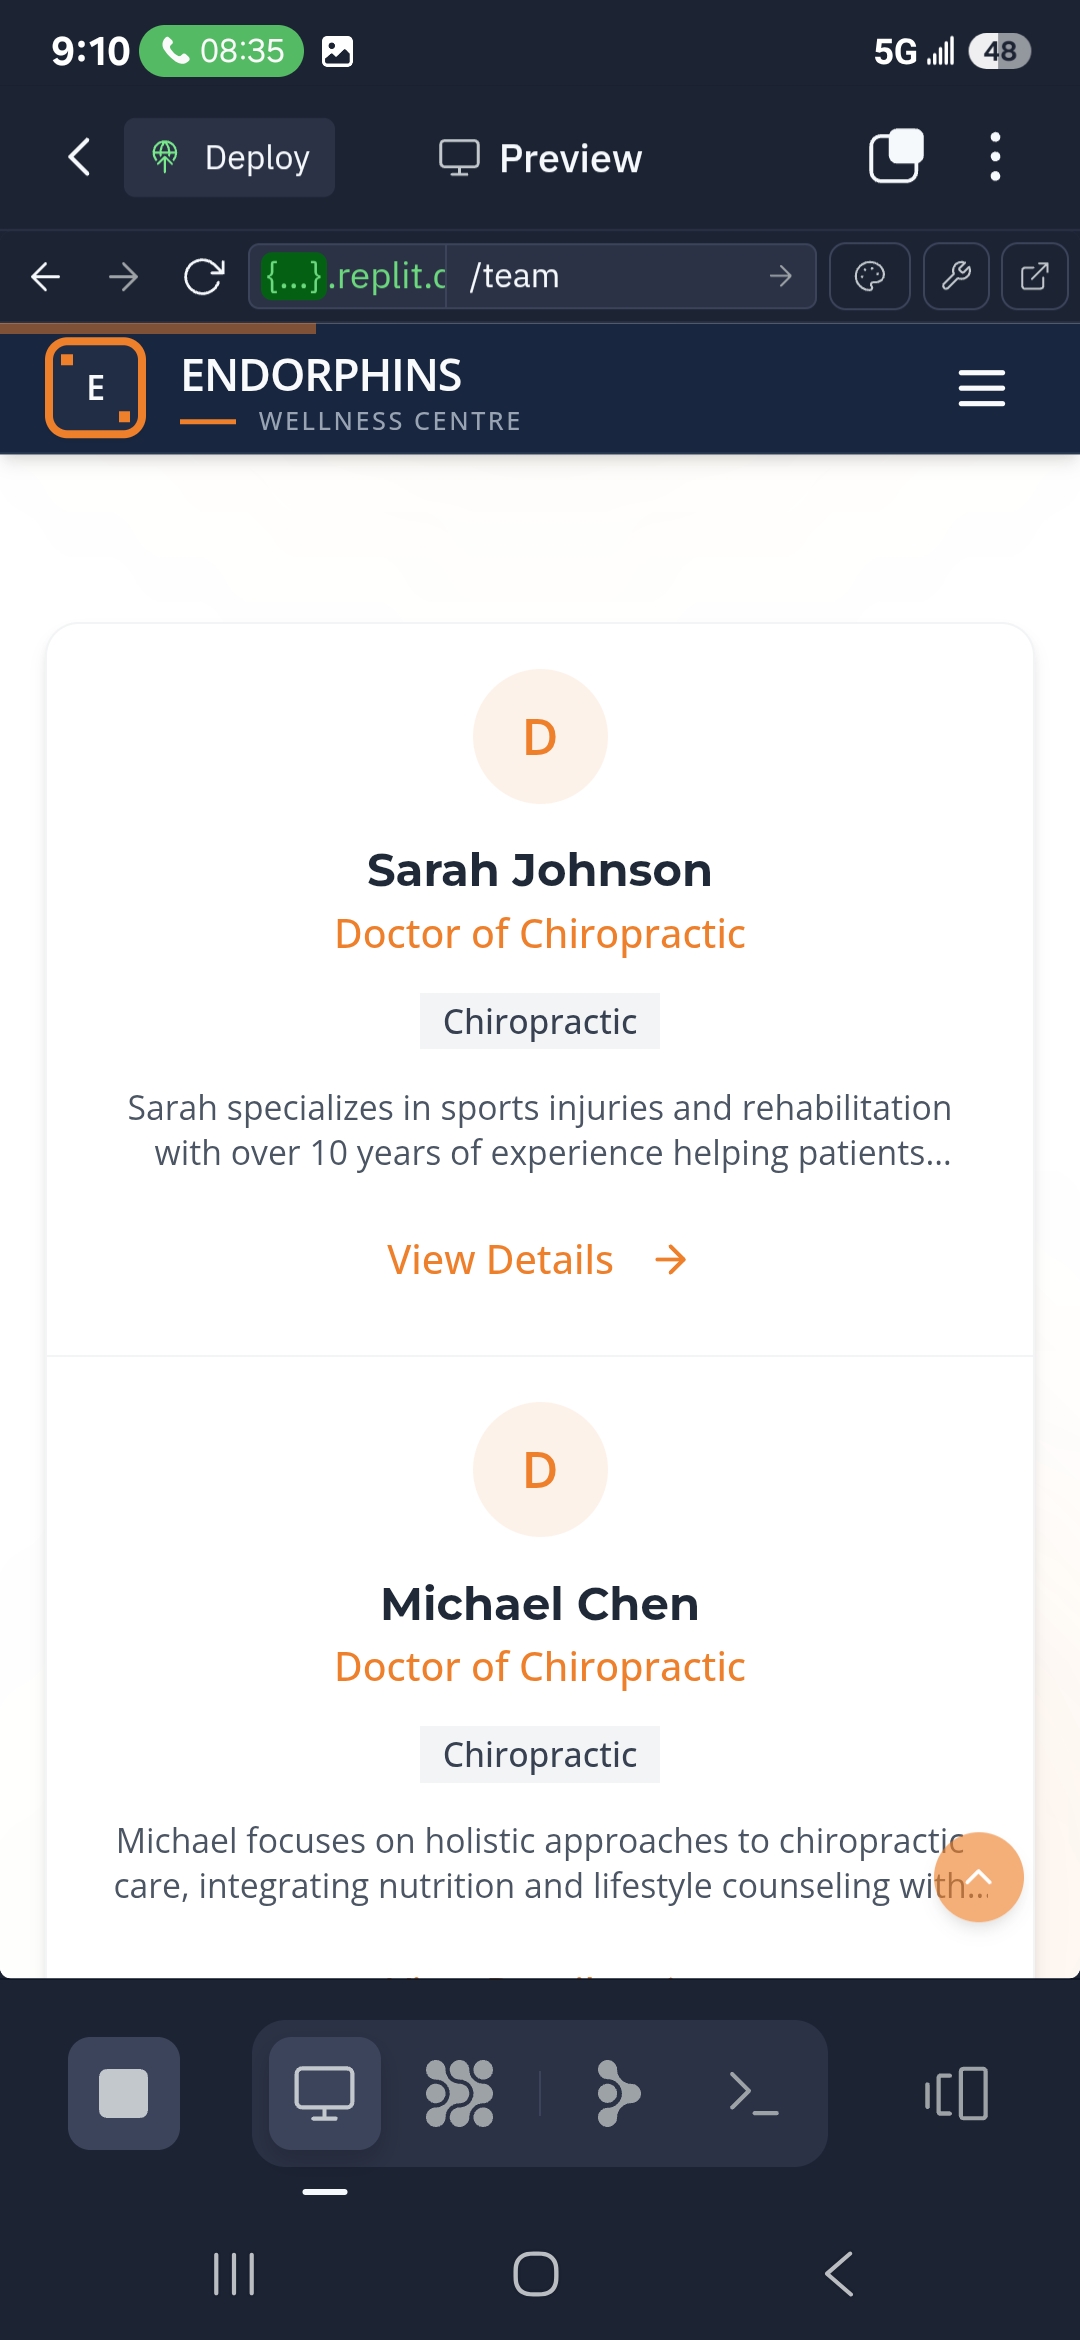 9:10 08:35 5G 48
Deploy Preview
{...}.replit.c /team →
E
ENDORPHINS
WELLNESS CENTRE
D
Sarah Johnson
Doctor of Chiropractic
Chiropractic
Sarah specializes in sports injuries and rehabilitation
with over 10 years of experience helping patients...
View Details →
D
Michael Chen
Doctor of Chiropractic
Chiropractic
Michael focuses on holistic approaches to chiropractic
care, integrating nutrition and lifestyle counseling with...